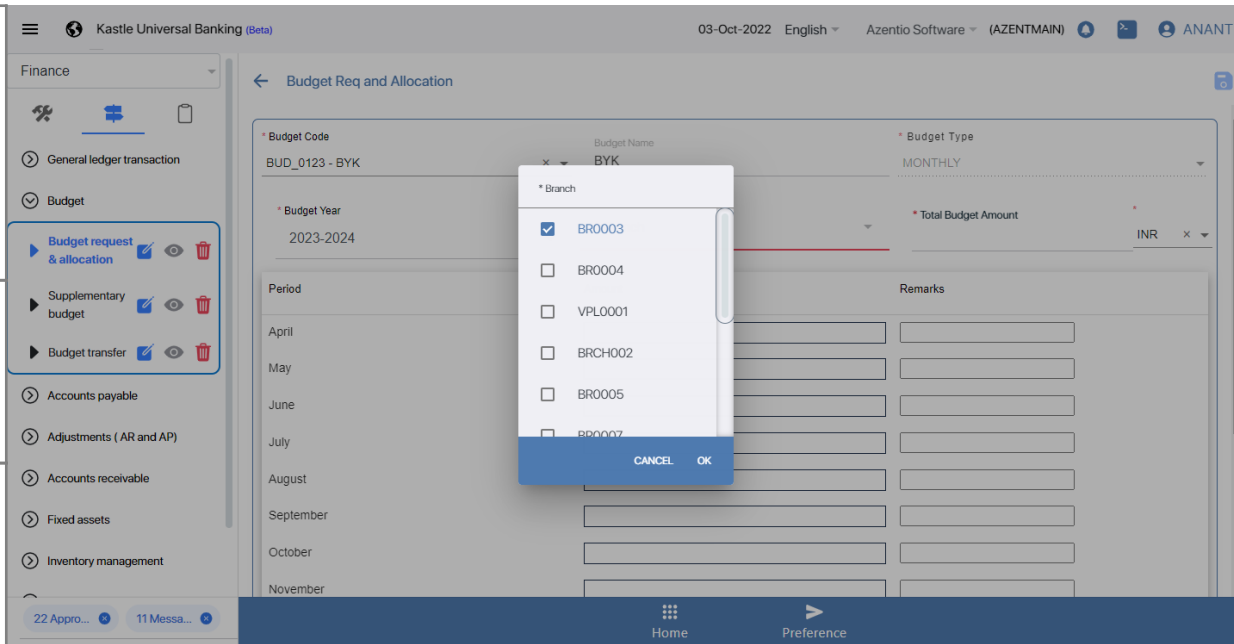 Kastle Universal Banking (Beta)
03-Oct-2022 English Azentio Software (AZENTMAIN) ANANT
Finance
Budget Req and Allocation
General ledger transaction
Budget
Budget request
& allocation
Supplementary
budget
Budget transfer
Accounts payable
Adjustments ( AR and AP)
Accounts receivable
Fixed assets
Inventory management
22 Appro...
11 Messa...
* Budget Code
BUD_0123 - BYK
Budget Name
BYK
* Budget Type
MONTHLY
* Budget Year
2023-2024
* Total Budget Amount
*
INR
Period
Remarks
April
May
June
July
August
September
October
November
* Branch
BR0003
BR0004
VPL0001
BRCH002
BR0005
BR0007
CANCEL OK
Home
Preference